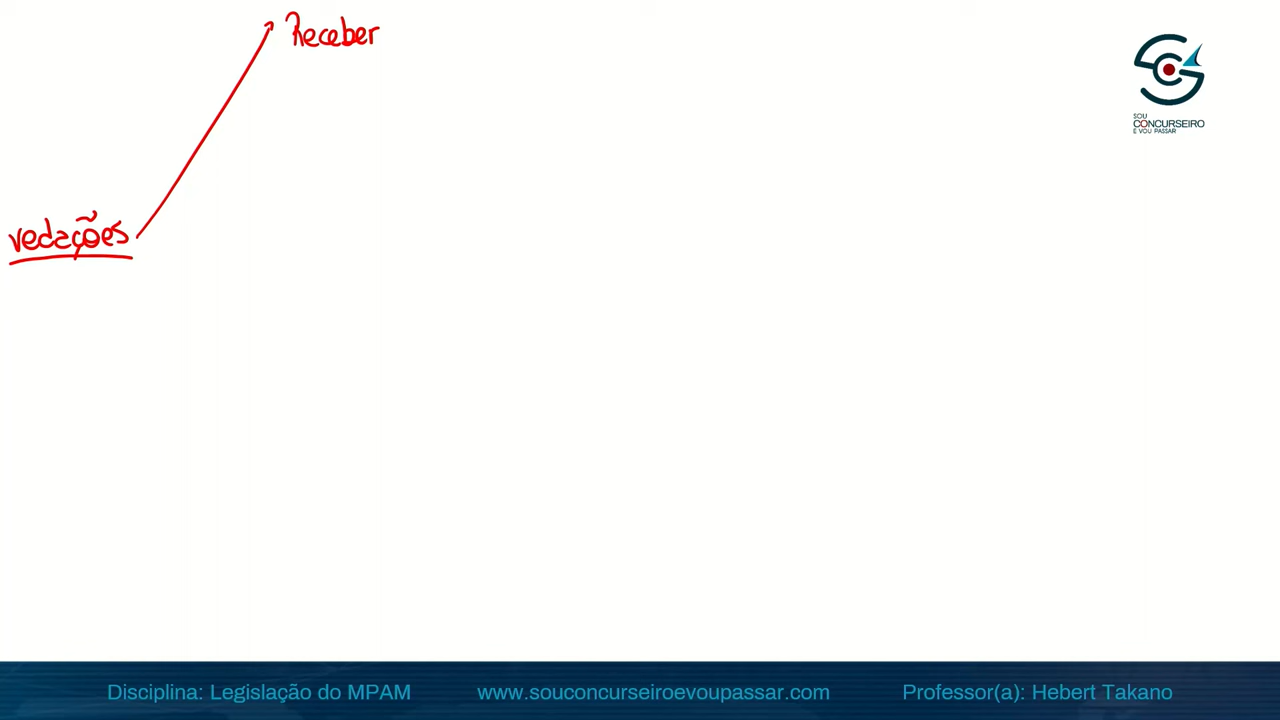 Receber
SOU
CONCURSEIRO
E VOU PASSAR
vedações
Disciplina: Legislação do MPAM
www.souconcurseiroevoupassar.com
Professor(a): Hebert Takano